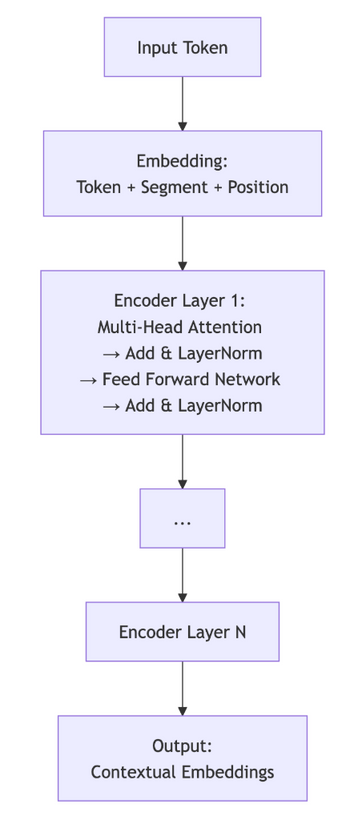 Input Token
Embedding:
Token + Segment + Position
Encoder Layer 1:
Multi-Head Attention
→ Add & LayerNorm
→ Feed Forward Network
→ Add & LayerNorm
...
Encoder Layer N
Output:
Contextual Embeddings